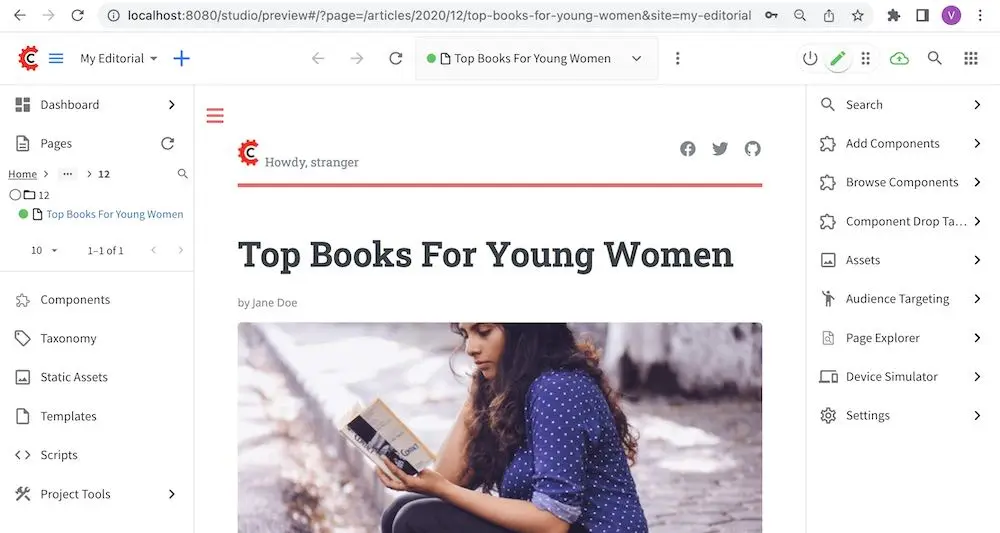 localhost:8080/studio/preview#/?page=/articles/2020/12/top-books-for-young-women&site=my-editorial
V
My Editorial
Top Books For Young Women
Dashboard
Pages
Home
...
12
12
Top Books For Young Women
10
1–1 of 1
Components
Taxonomy
Static Assets
Templates
Scripts
Project Tools
C
Howdy, stranger
Top Books For Young Women
by Jane Doe
Search
Add Components
Browse Components
Component Drop Ta...
Assets
Audience Targeting
Page Explorer
Device Simulator
Settings